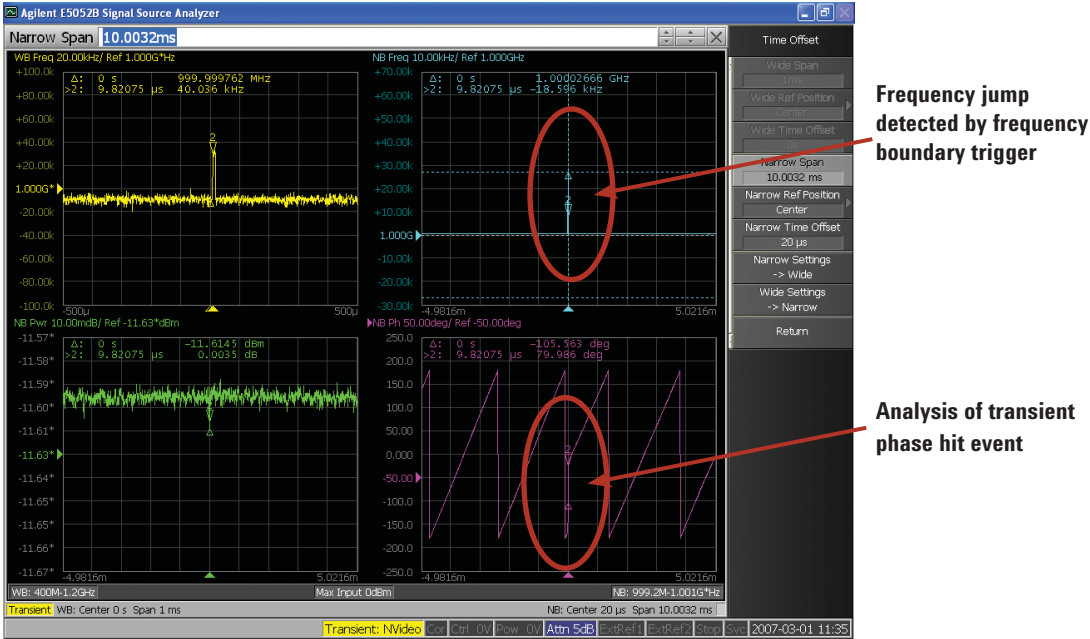 Agilent E5052B Signal Source Analyzer
Narrow Span 10.0032ms
WB Freq 20.00kHz/ Ref 1.000G*Hz
+100.0k
+80.00k
+60.00k
+40.00k
+20.00k
1.000G*
-20.00k
-40.00k
-60.00k
-80.00k
-100.0k
Δ: 0 s 999.999762 MHz
>2: 9.82075 µs 40.036 kHz
2
-500µ
500µ
NB Freq 10.00kHz/ Ref 1.000GHz
+70.00k
+60.00k
+50.00k
+40.00k
+30.00k
+20.00k
+10.00k
1.000G
-10.00k
-20.00k
-30.00k
Δ: 0 s 1.00002666 GHz
>2: 9.82075 µs -18.596 kHz
2
-4.9816m
5.0216m
NB Pwr 10.00mdB/ Ref -11.63*dBm
-11.57*
-11.58*
-11.59*
-11.60*
-11.61*
-11.63*
-11.64*
-11.65*
-11.65*
-11.66*
-11.67*
Δ: 0 s -11.6145 dBm
>2: 9.82075 µs 0.0035 dB
-4.9816m
5.0216m
NB Ph 50.00deg/ Ref -50.00deg
250.0
200.0
150.0
100.0
50.00
0.000
-50.00
-100.0
-150.0
-200.0
-250.0
Δ: 0 s -105.563 deg
>2: 9.82075 µs 79.986 deg
2
-4.9816m
5.0216m
WB: 400M-1.2GHz
Max Input 0dBm
NB: 999.2M-1.001G*Hz
Transient WB: Center 0 s Span 1 ms
NB: Center 20 µs Span 10.0032 ms
Transient: NVideo Cor Ctrl 0V Pow 0V Attn 5dB ExtRef1 ExtRef2 Stop Svc 2007-03-01 11:35
Time Offset
Wide Span
1ms
Wide Ref Position
Center
Wide Time Offset
0s
Narrow Span
10.0032 ms
Narrow Ref Position
Center
Narrow Time Offset
20 µs
Narrow Settings
-> Wide
Wide Settings
-> Narrow
Return
Frequency jump
detected by frequency
boundary trigger
Analysis of transient
phase hit event